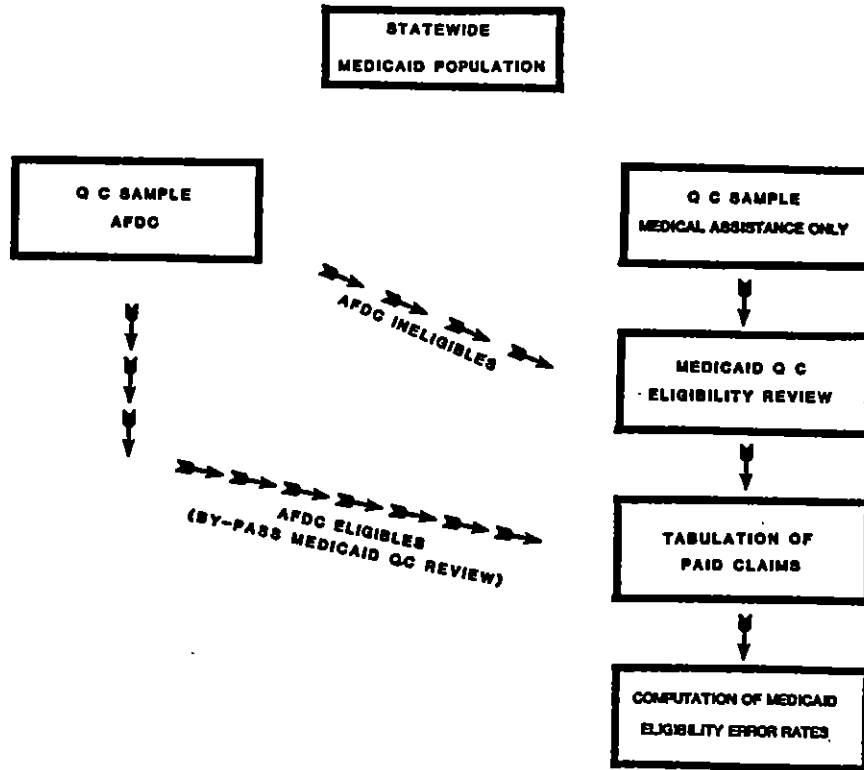 STATEWIDE
MEDICAID POPULATION
Q C SAMPLE
AFDC
Q C SAMPLE
MEDICAL ASSISTANCE ONLY
AFDC INELIGIBLES
MEDICAID Q C
ELIGIBILITY REVIEW
AFDC ELIGIBLES
(BY-PASS MEDICAID QC REVIEW)
TABULATION OF
PAID CLAIMS
COMPUTATION OF MEDICAID
ELIGIBILITY ERROR RATES